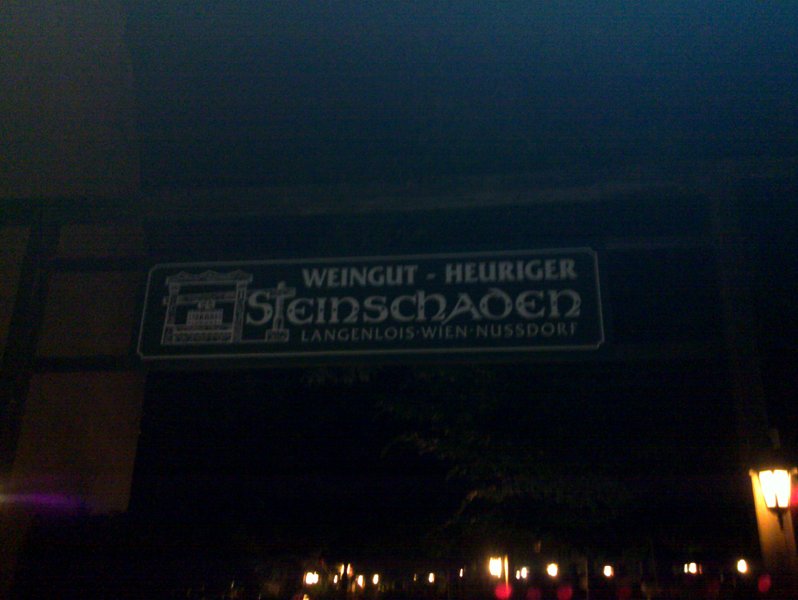 WEINGUT - HEURIGER
STEINSCHADEN
LANGENLOIS·WIEN·NUSSDORF